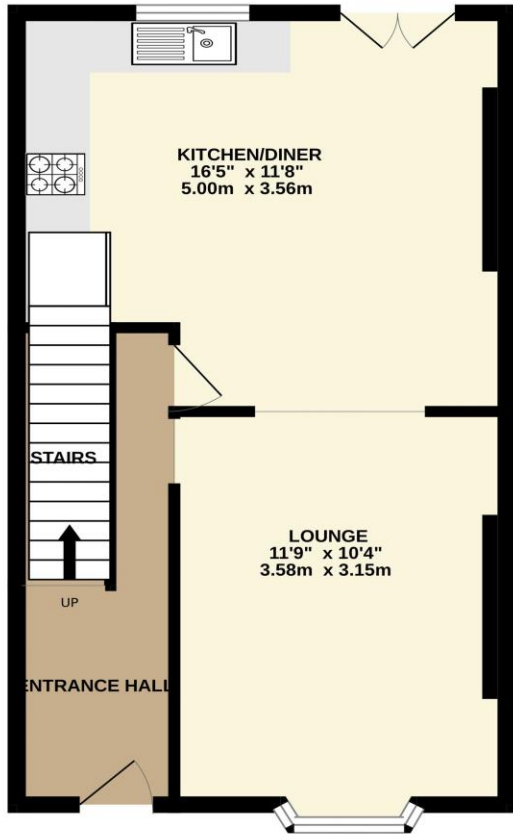 KITCHEN/DINER
16'5" x 11'8"
5.00m x 3.56m
STAIRS
LOUNGE
11'9" x 10'4"
3.58m x 3.15m
UP
ENTRANCE HALL